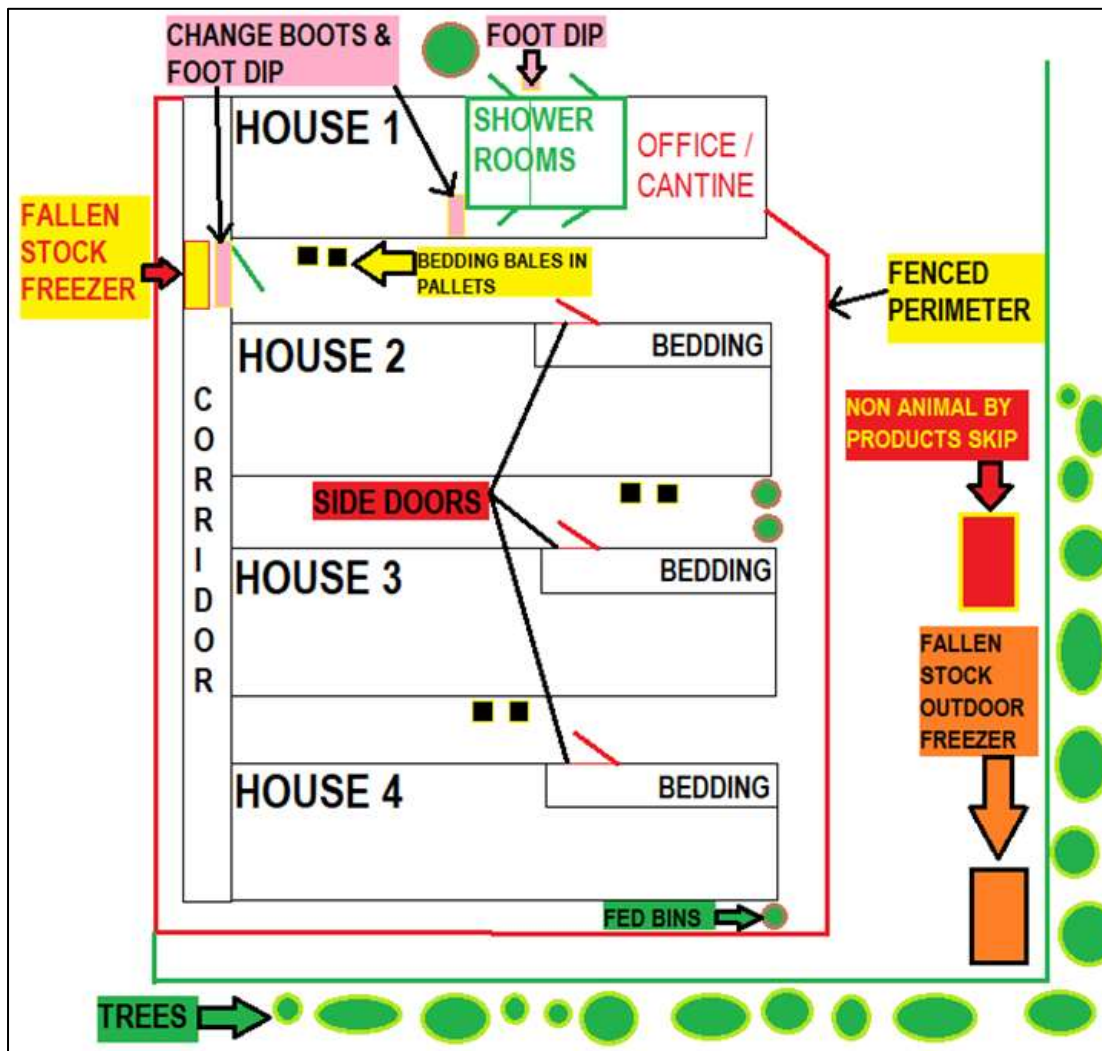 CHANGE BOOTS &
FOOT DIP
FOOT DIP
HOUSE 1
SHOWER
ROOMS
OFFICE /
CANTINE
FALLEN
STOCK
FREEZER
BEDDING BALES IN
PALLETS
FENCED
PERIMETER
HOUSE 2
BEDDING
CORRIDOR
NON ANIMAL BY
PRODUCTS SKIP
SIDE DOORS
HOUSE 3
BEDDING
FALLEN
STOCK
OUTDOOR
FREEZER
HOUSE 4
BEDDING
FED BINS
TREES